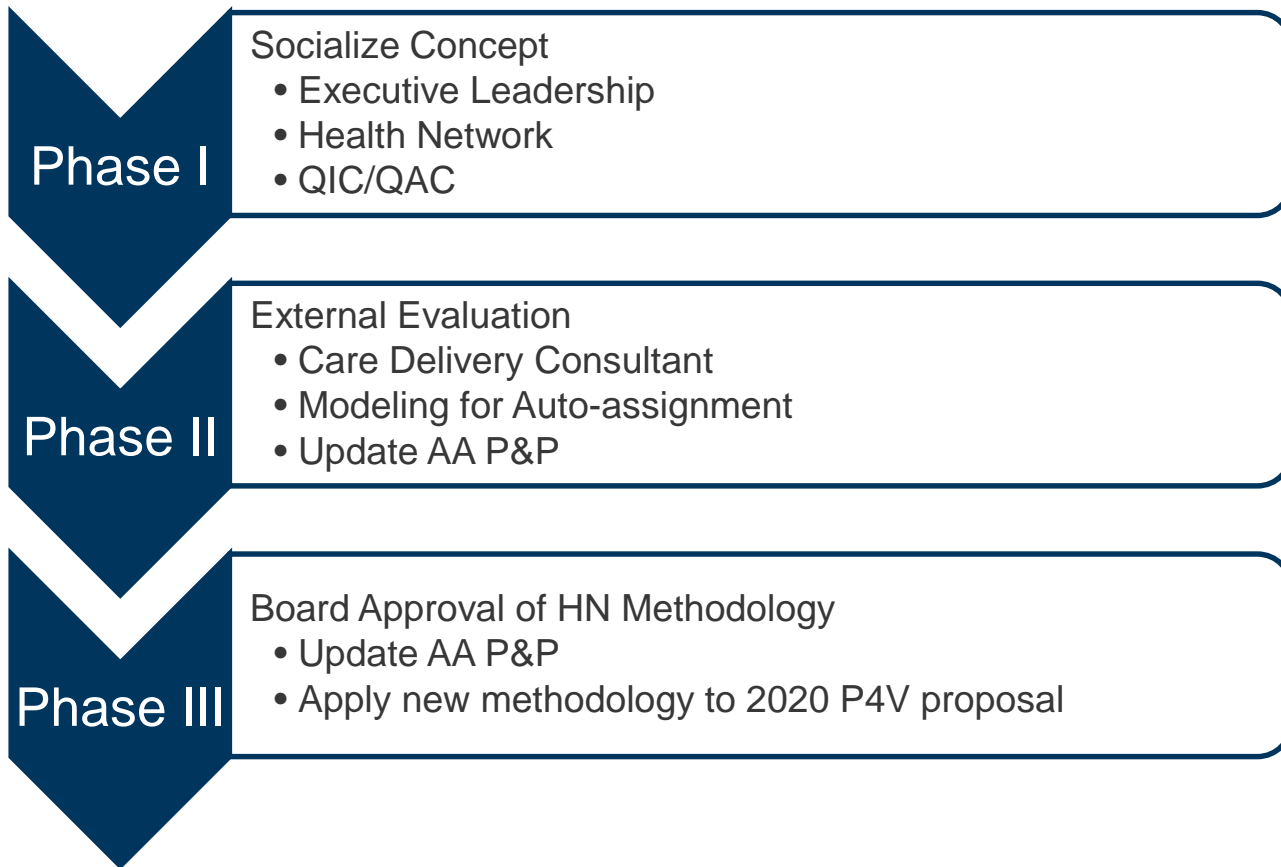 Phase I
Socialize Concept
• Executive Leadership
• Health Network
• QIC/QAC
Phase II
External Evaluation
• Care Delivery Consultant
• Modeling for Auto-assignment
• Update AA P&P
Phase III
Board Approval of HN Methodology
• Update AA P&P
• Apply new methodology to 2020 P4V proposal